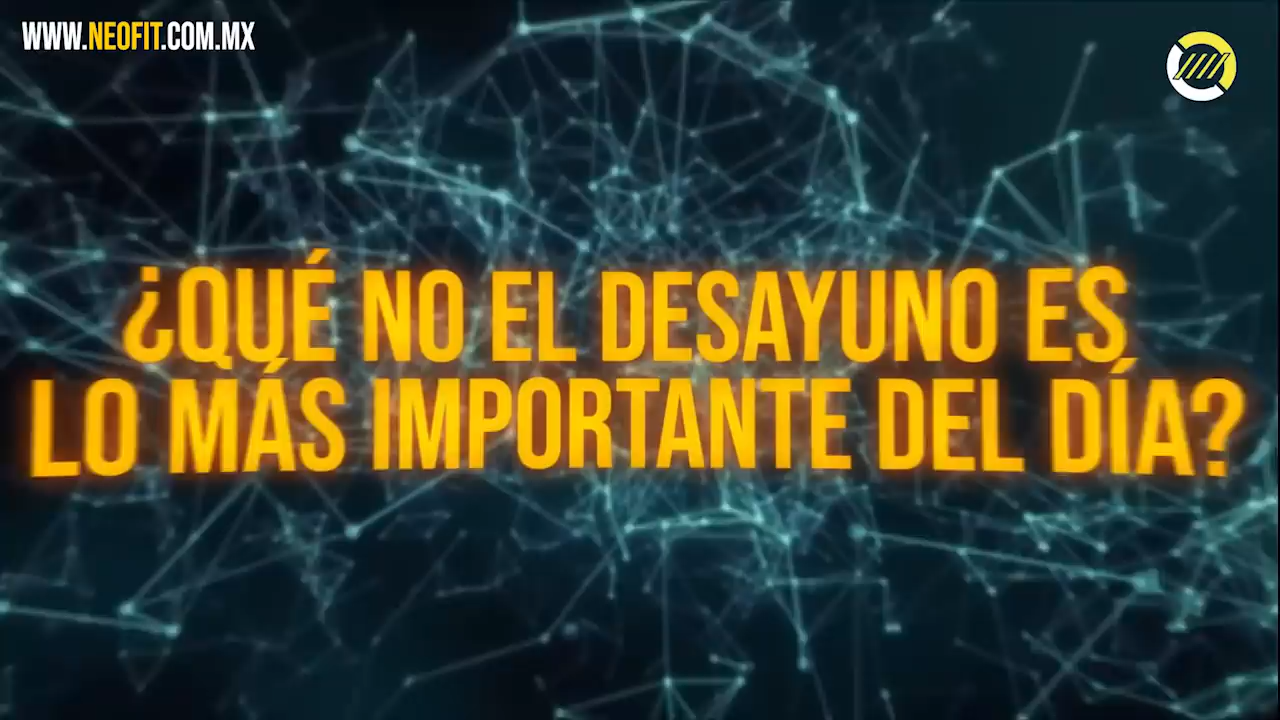 WWW.NEOFIT.COM.MX
¿QUÉ NO EL DESAYUNO ES
LO MÁS IMPORTANTE DEL DÍA?